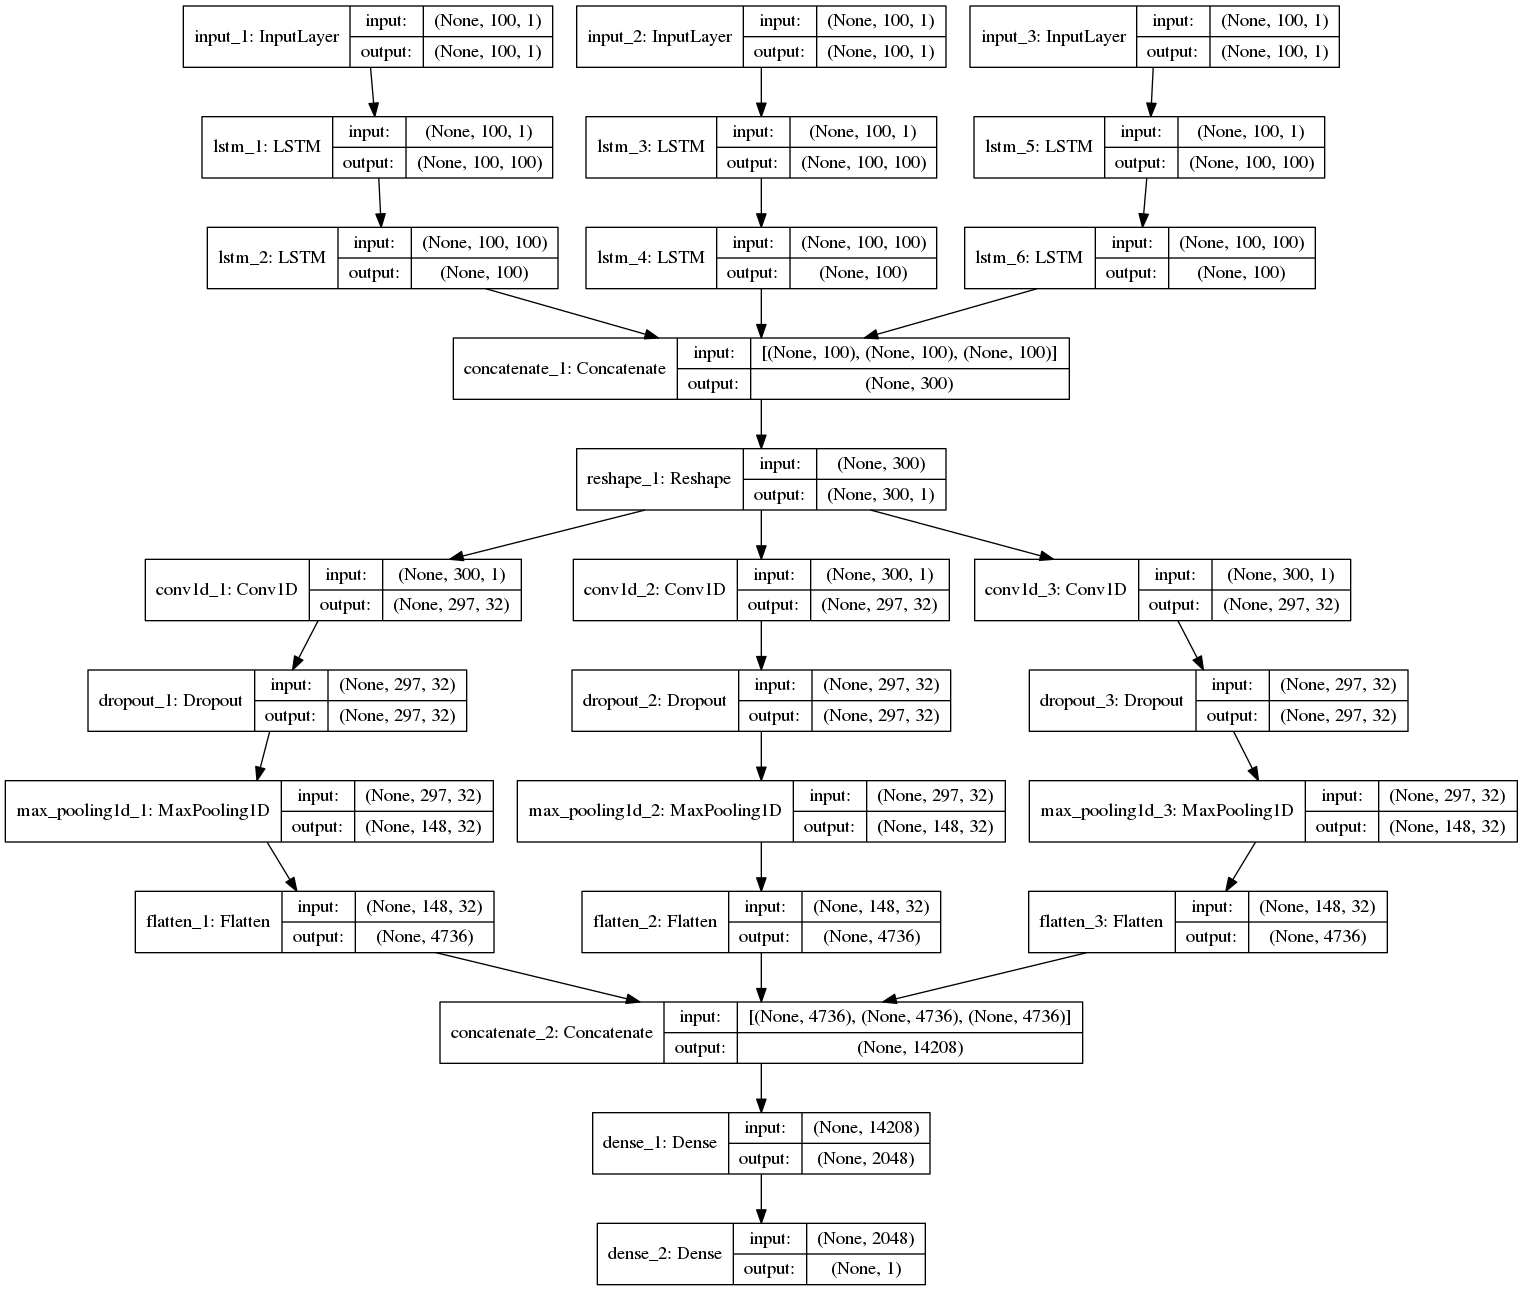 input_1: InputLayer input: (None, 100, 1) output: (None, 100, 1)
input_2: InputLayer input: (None, 100, 1) output: (None, 100, 1)
input_3: InputLayer input: (None, 100, 1) output: (None, 100, 1)
lstm_1: LSTM input: (None, 100, 1) output: (None, 100, 100)
lstm_3: LSTM input: (None, 100, 1) output: (None, 100, 100)
lstm_5: LSTM input: (None, 100, 1) output: (None, 100, 100)
lstm_2: LSTM input: (None, 100, 100) output: (None, 100)
lstm_4: LSTM input: (None, 100, 100) output: (None, 100)
lstm_6: LSTM input: (None, 100, 100) output: (None, 100)
concatenate_1: Concatenate input: [(None, 100), (None, 100), (None, 100)] output: (None, 300)
reshape_1: Reshape input: (None, 300) output: (None, 300, 1)
conv1d_1: Conv1D input: (None, 300, 1) output: (None, 297, 32)
conv1d_2: Conv1D input: (None, 300, 1) output: (None, 297, 32)
conv1d_3: Conv1D input: (None, 300, 1) output: (None, 297, 32)
dropout_1: Dropout input: (None, 297, 32) output: (None, 297, 32)
dropout_2: Dropout input: (None, 297, 32) output: (None, 297, 32)
dropout_3: Dropout input: (None, 297, 32) output: (None, 297, 32)
max_pooling1d_1: MaxPooling1D input: (None, 297, 32) output: (None, 148, 32)
max_pooling1d_2: MaxPooling1D input: (None, 297, 32) output: (None, 148, 32)
max_pooling1d_3: MaxPooling1D input: (None, 297, 32) output: (None, 148, 32)
flatten_1: Flatten input: (None, 148, 32) output: (None, 4736)
flatten_2: Flatten input: (None, 148, 32) output: (None, 4736)
flatten_3: Flatten input: (None, 148, 32) output: (None, 4736)
concatenate_2: Concatenate input: [(None, 4736), (None, 4736), (None, 4736)] output: (None, 14208)
dense_1: Dense input: (None, 14208) output: (None, 2048)
dense_2: Dense input: (None, 2048) output: (None, 1)